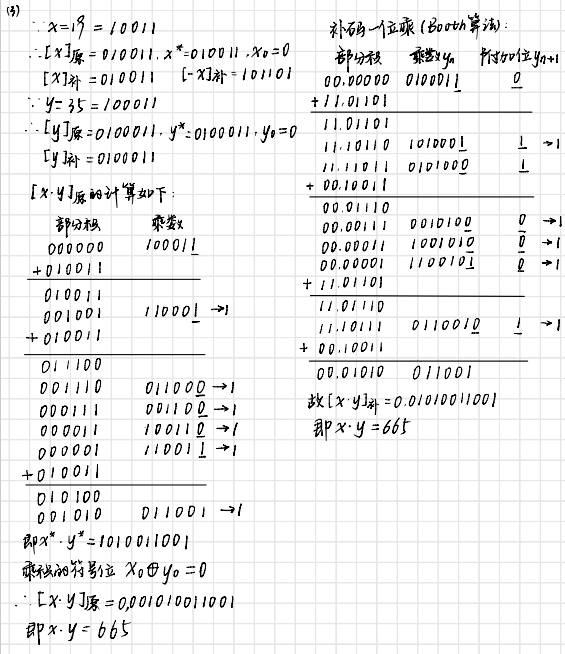 (3)
∵ x=19 = 10011
∴[x]原=010011, x*=010011, x₀=0
[x]补=010011 [-x]补=101101
∵ y=35=100011
∴[y]原=0100011, y*=0100011, y₀=0
[y]补=0100011
[x·y]原的计算如下:
部分积 乘数
000000 100011
+010011
010011
001001 110001 →1
+010011
011100
001110 011000 →1
000111 001100 →1
000011 100110 →1
000001 110011 →1
+010011
010100
001010 011001 →1
即x*·y*=1010011001
乘积的符号位 x₀⊕y₀=0
∴[x·y]原=0,001010011001
即x·y=665
补码一位乘(Booth算法):
部分积 乘数yn 附加位yn+1
00.00000 0100011 0
+11.01101
11.01101
11.10110 1010001 1 →1
11.11011 0101000 1
+00.10011
00.01110
00.00111 0010100 0 →1
00.00011 1001010 0 →1
00.00001 1100101 0 →1
+11.01101
11.01110
11.10111 0110010 1 →1
+00.10011
00.01010 011001
故[x·y]补=0.01010011001
即x·y=665